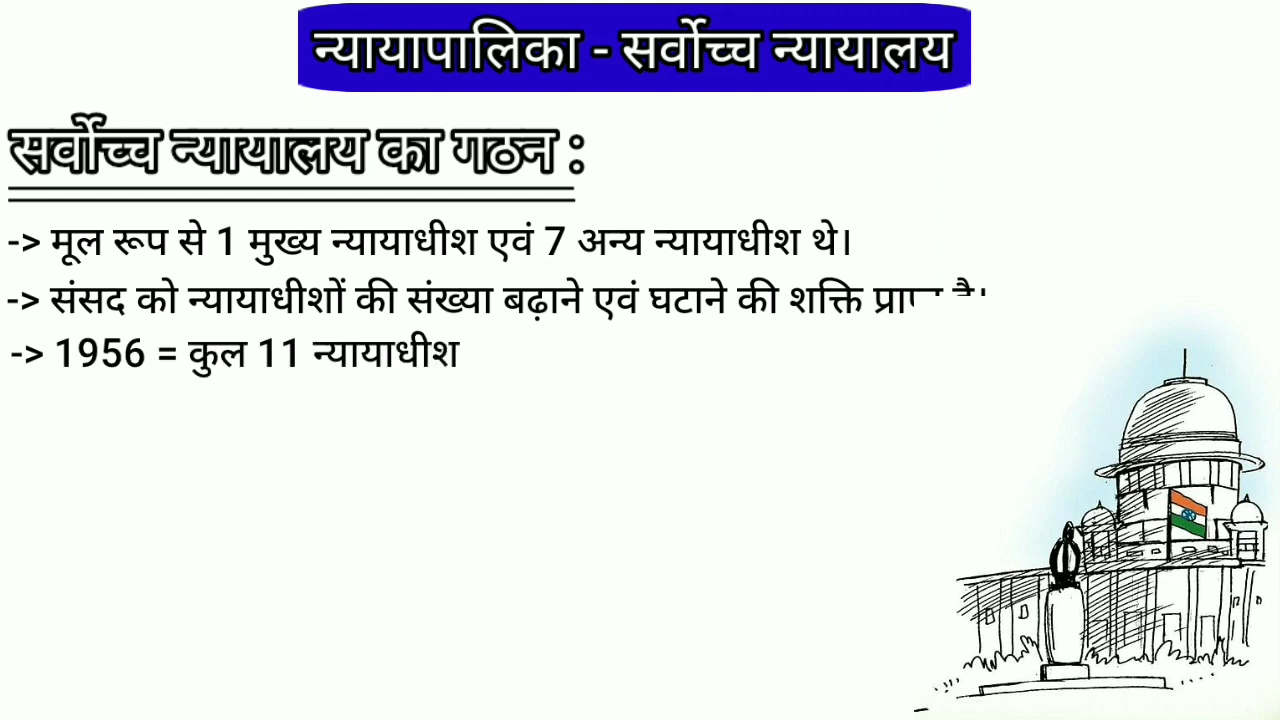 न्यायापालिका - सर्वोच्च न्यायालय
सर्वोच्च न्यायालय का गठन :
-> मूल रूप से 1 मुख्य न्यायाधीश एवं 7 अन्य न्यायाधीश थे।
-> संसद को न्यायाधीशों की संख्या बढ़ाने एवं घटाने की शक्ति प्राप्त है।
-> 1956 = कुल 11 न्यायाधीश